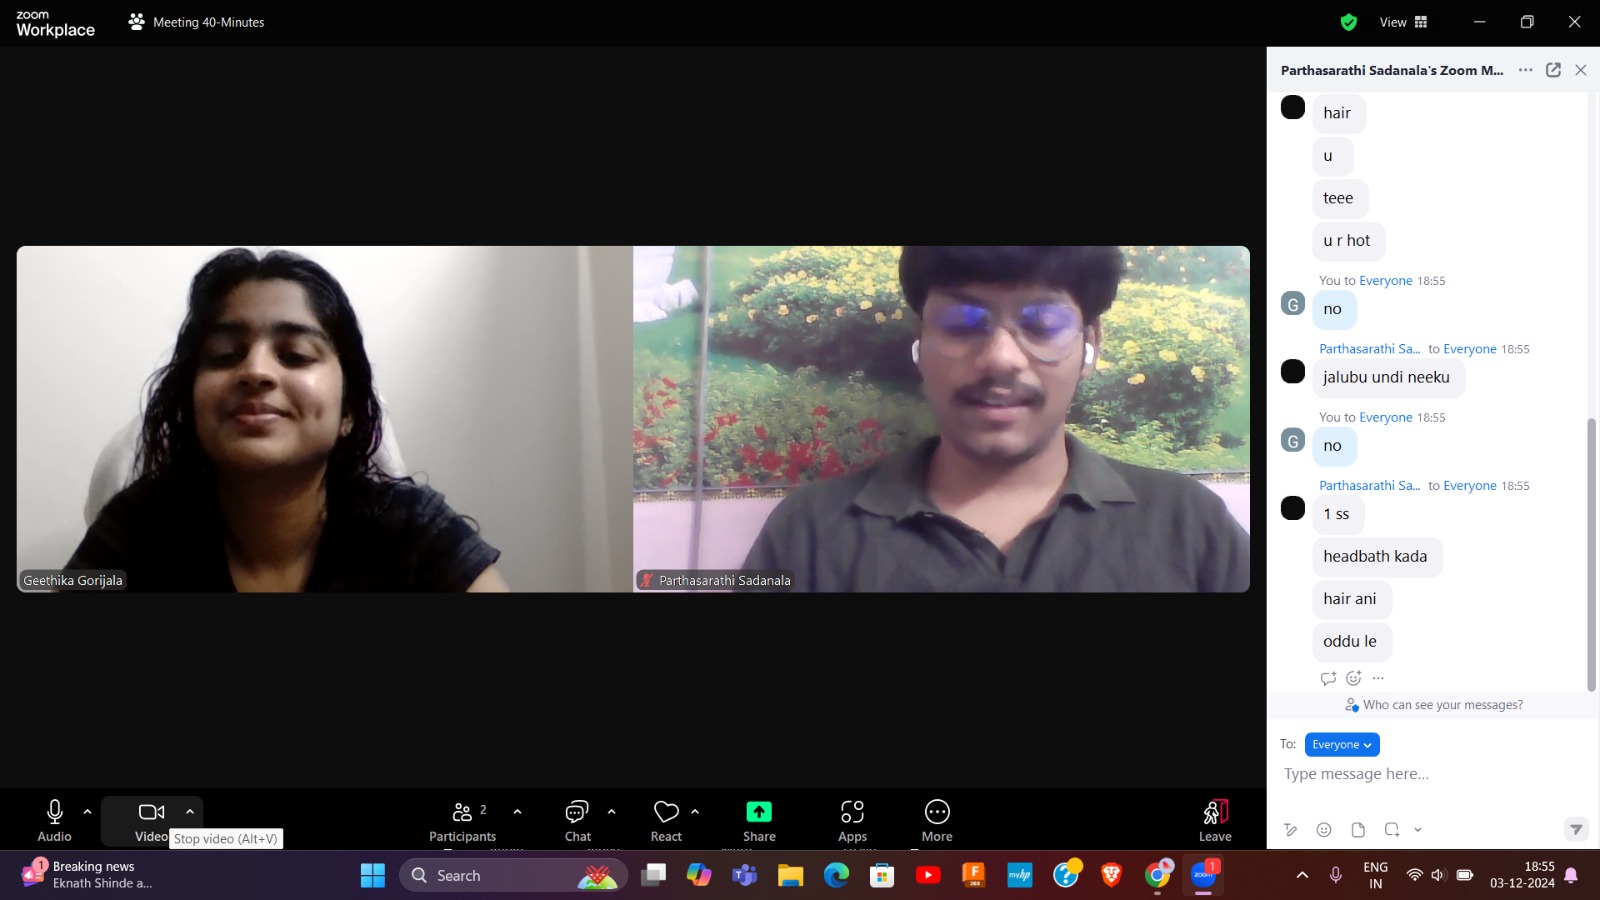 zoom
Workplace
Meeting 40-Minutes
View
Parthasarathi Sadanala's Zoom M...
hair
u
teee
u r hot
You to Everyone 18:55
G
no
Parthasarathi Sa... to Everyone 18:55
jalubu undi neeku
You to Everyone 18:55
G
no
Parthasarathi Sa... to Everyone 18:55
1 ss
headbath kada
hair ani
oddu le
Who can see your messages?
To: Everyone
Type message here...
Geethika Gorijala
Parthasarathi Sadanala
Audio
Video
Stop video (Alt+V)
Participants
2
Chat
React
Share
Apps
More
Leave
1
Breaking news
Eknath Shinde a...
Search
F
360
myhp
zoom
1
ENG
IN
18:55
03-12-2024